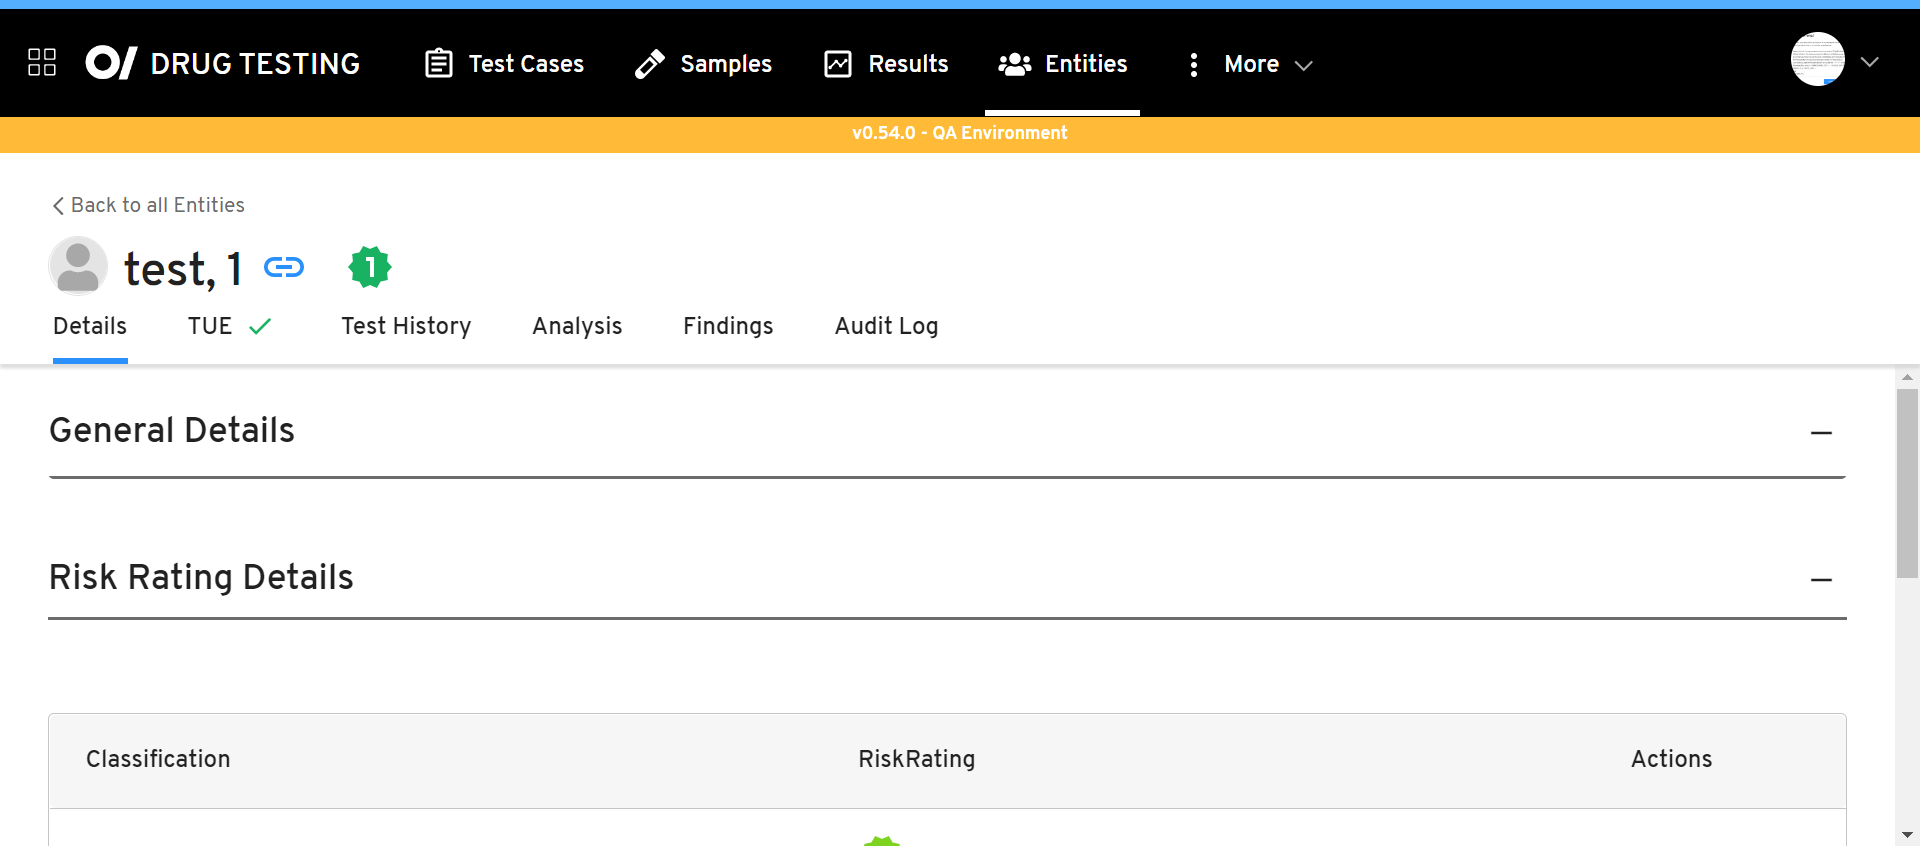 DRUG TESTING Test Cases Samples Results Entities More
v0.54.0 - QA Environment
Back to all Entities
test, 1 1
Details TUE Test History Analysis Findings Audit Log
General Details
Risk Rating Details
Classification RiskRating Actions